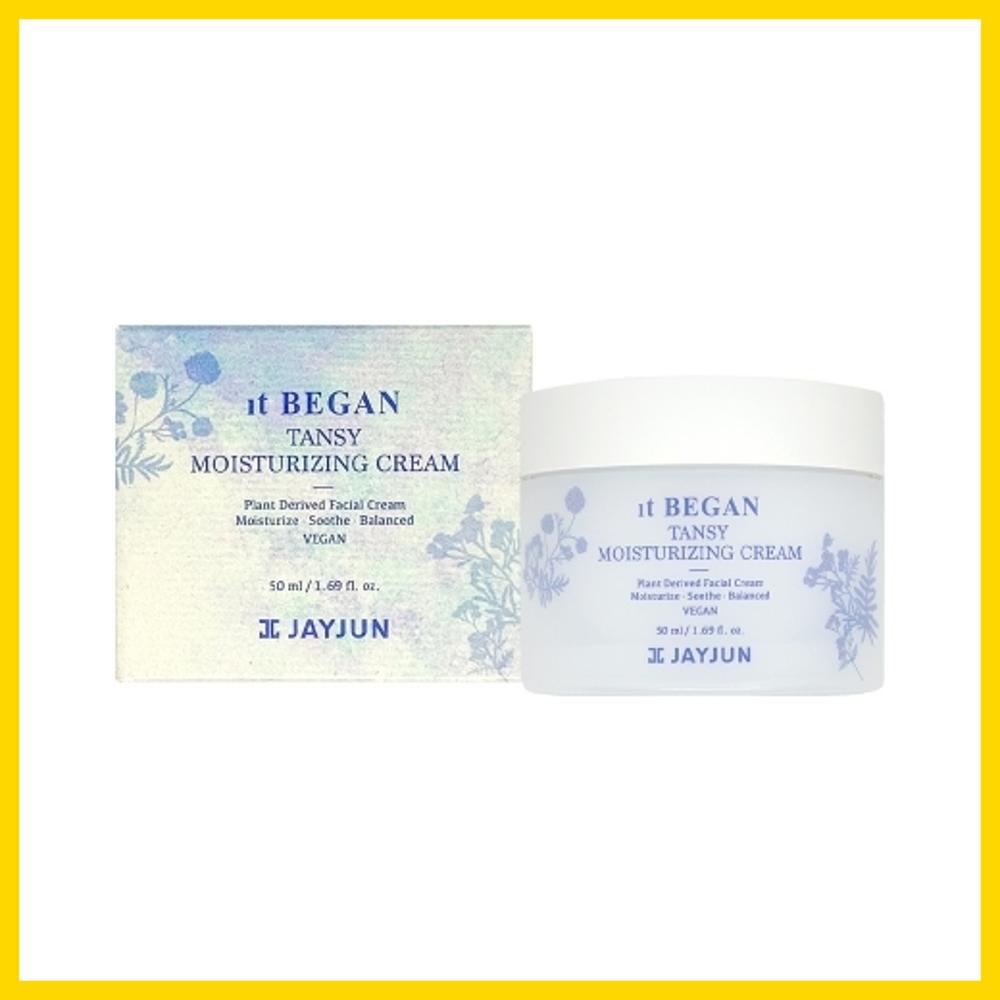 ıt BEGAN
TANSY
MOISTURIZING CREAM
Plant Derived Facial Cream
Moisturize · Soothe · Balanced
VEGAN
50 ml / 1.69 fl. oz.
JAYJUN
ıt BEGAN
TANSY
MOISTURIZING CREAM
Plant Derived Facial Cream
Moisturize · Soothe · Balanced
VEGAN
50 ml / 1.69 fl. oz.
JAYJUN